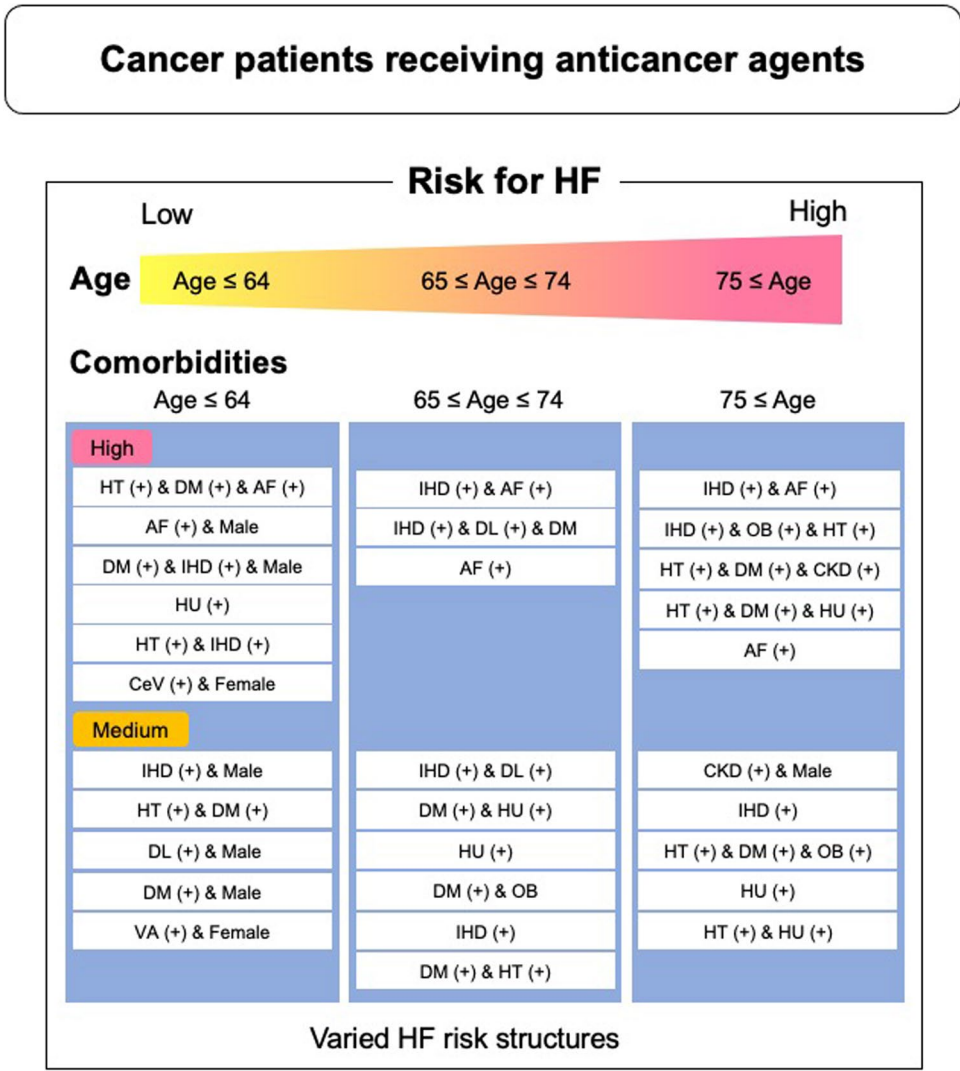 Cancer patients receiving anticancer agents
Risk for HF
Low
High
Age
Age ≤ 64
65 ≤ Age ≤ 74
75 ≤ Age
Comorbidities
Age ≤ 64
65 ≤ Age ≤ 74
75 ≤ Age
High
HT (+) & DM (+) & AF (+)
AF (+) & Male
DM (+) & IHD (+) & Male
HU (+)
HT (+) & IHD (+)
CeV (+) & Female
IHD (+) & AF (+)
IHD (+) & DL (+) & DM
AF (+)
IHD (+) & AF (+)
IHD (+) & OB (+) & HT (+)
HT (+) & DM (+) & CKD (+)
HT (+) & DM (+) & HU (+)
AF (+)
Medium
IHD (+) & Male
HT (+) & DM (+)
DL (+) & Male
DM (+) & Male
VA (+) & Female
IHD (+) & DL (+)
DM (+) & HU (+)
HU (+)
DM (+) & OB
IHD (+)
DM (+) & HT (+)
CKD (+) & Male
IHD (+)
HT (+) & DM (+) & OB (+)
HU (+)
HT (+) & HU (+)
Varied HF risk structures